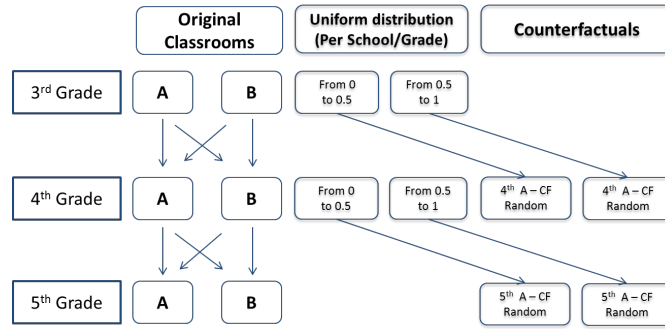 Original
Classrooms
Uniform distribution
(Per School/Grade)
Counterfactuals
3rd Grade
A
B
From 0
to 0.5
From 0.5
to 1
4th Grade
A
B
From 0
to 0.5
From 0.5
to 1
4th A – CF
Random
4th A – CF
Random
5th Grade
A
B
5th A – CF
Random
5th A – CF
Random